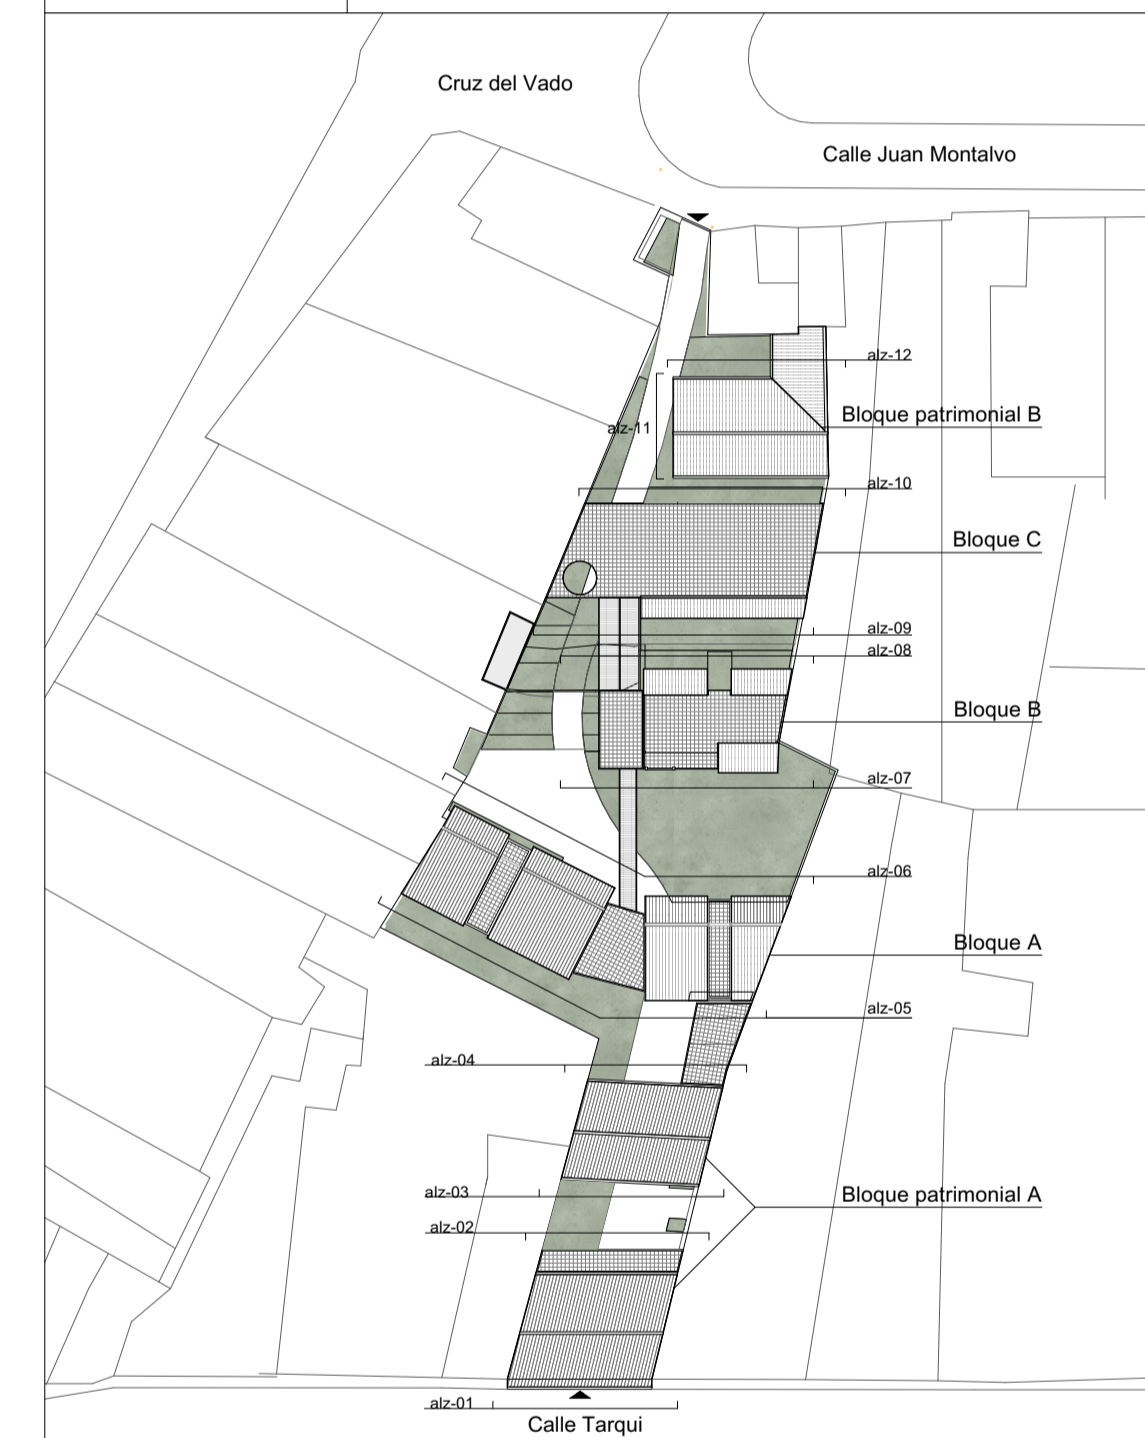 Cruz del Vado
Calle Juan Montalvo
alz-12
Bloque patrimonial B
alz-11
alz-10
Bloque C
alz-09
alz-08
Bloque B
alz-07
alz-06
Bloque A
alz-05
alz-04
alz-03
Bloque patrimonial A
alz-02
alz-01
Calle Tarqui